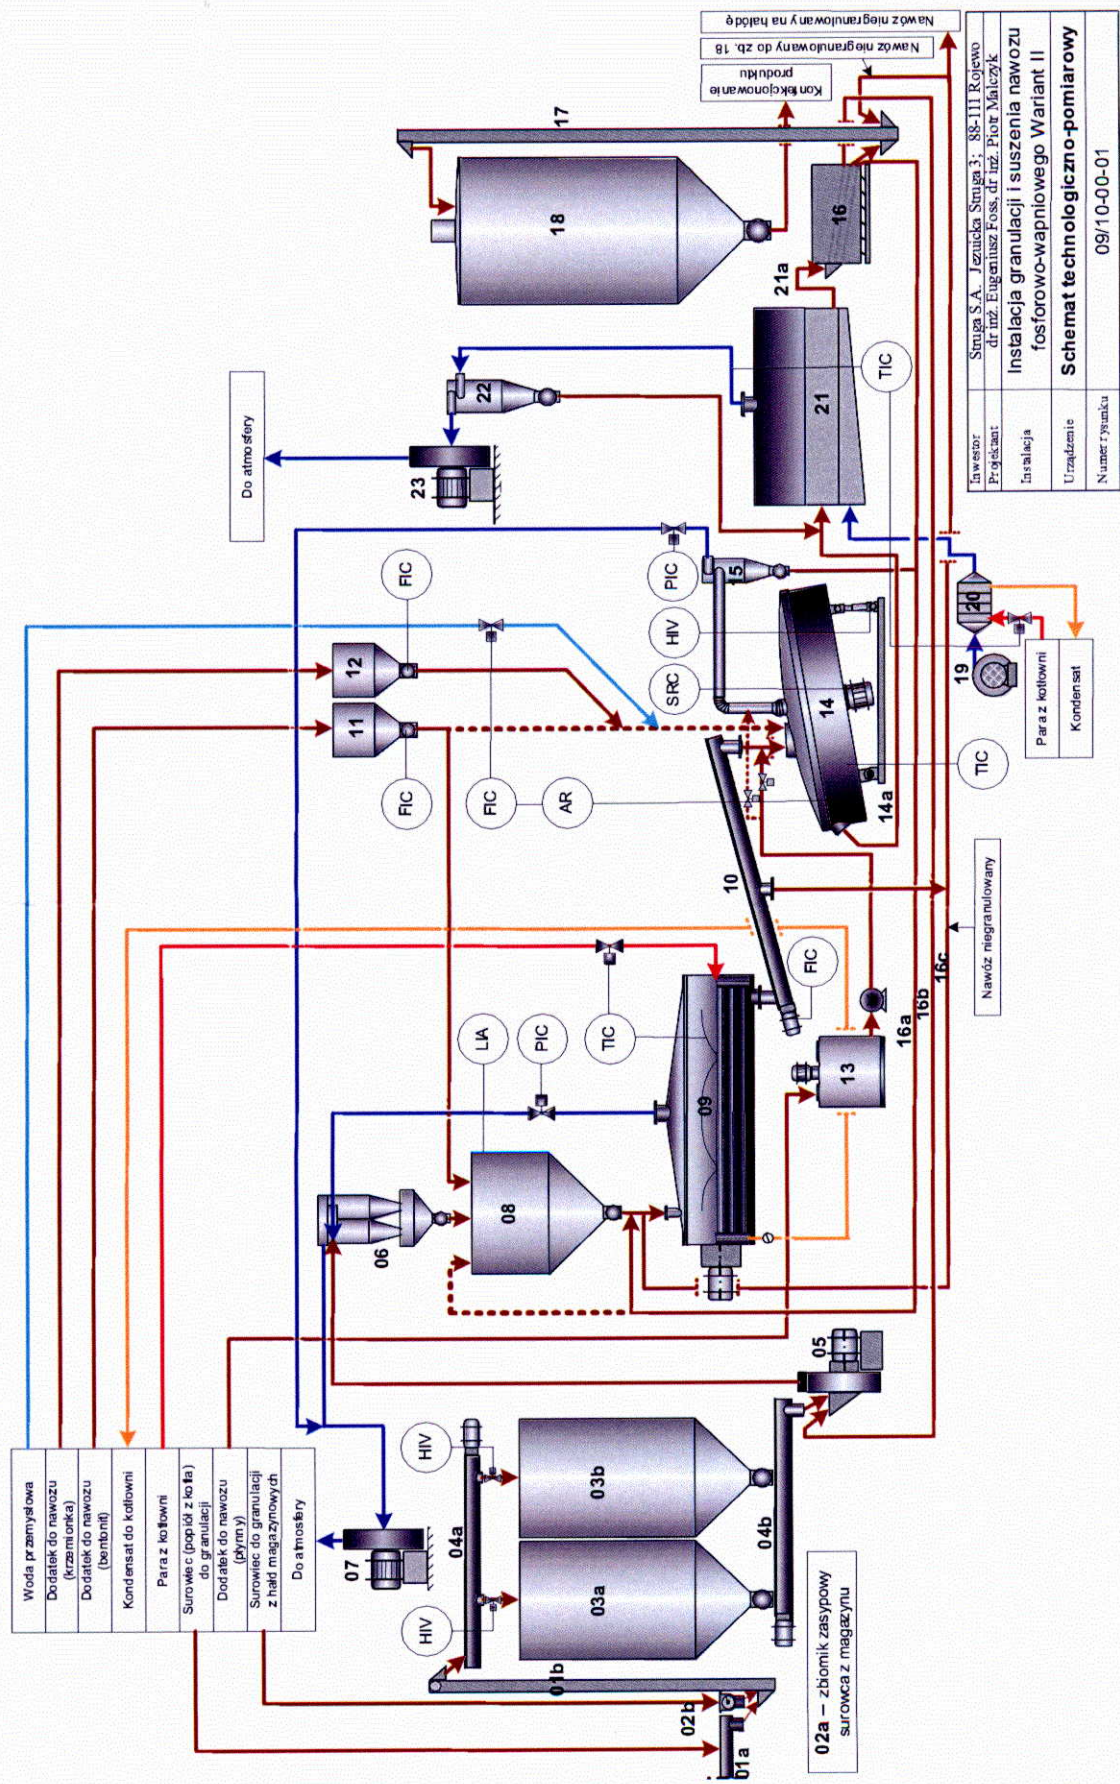 Woda przemysłowa
Dodatek do nawozu
(krzemionka)
Dodatek do nawozu
(bentonit)
Kondensat do kotłowni
Para z kotłowni
Surowiec (popiół z kotła)
do granulacji
Dodatek do nawozu
(płynny)
Surowiec do granulacji
z hałd magazynowych
Do atmosfery
Do atmosfery
07
HIV
HIV
04a
03a
03b
04b
01b
02b
01a
05
06
02a – zbiornik zasypowy
surowca z magazynu
08
LIA
PIC
TIC
09
FIC
10
13
11
12
FIC
FIC
FIC
AR
SRC
HIV
PIC
14
14a
15
TIC
16a
16b
16c
Nawóz niegranulowany
19
20
Para z kotłowni
Kondensat
21
TIC
22
23
21a
16
17
18
Konfekcjonowanie
produktu
Nawóz niegranulowany do zb. 18
Nawóz niegranulowany na hałdę
Inwestor
Struga S.A. Jezuicka Struga 3; 88-111 Rojewo
Projektant
dr inż. Eugeniusz Foss, dr inż. Piotr Malczyk
Instalacja
Instalacja granulacji i suszenia nawozu
fosforowo-wapniowego Wariant II
Urządzenie
Schemat technologiczno-pomiarowy
Numer rysunku
09/10-00-01